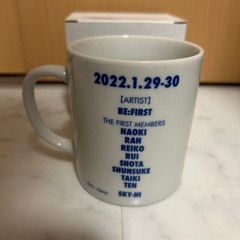 2022.1.29-30
[ARTIST]
BE:FIRST
THE FIRST MEMBERS
NAOKI
RAN
REIKO
RUI
SHOTA
SHUNSUKE
TAIKI
TEN
SKY-HI